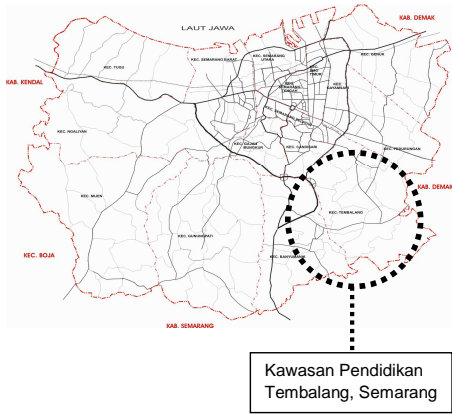 KAB. DEMAK
LAUT JAWA
KEC. TUGU
KEC. SEMARANG BARAT
KEC. SEMARANG
UTARA
KEC. GENUK
KAB. KENDAL
KEC. NGALIYAN
KEC. GAJAH
MUNGKUR
KEC. CANDISARI
KEC. PEDURUNGAN
KAB. DEMAK
KEC. MIJEN
KEC. TEMBALANG
KEC. GUNUNGPATI
KEC. BOJA
KEC. BANYUMANIK
KAB. SEMARANG
Kawasan Pendidikan
Tembalang, Semarang